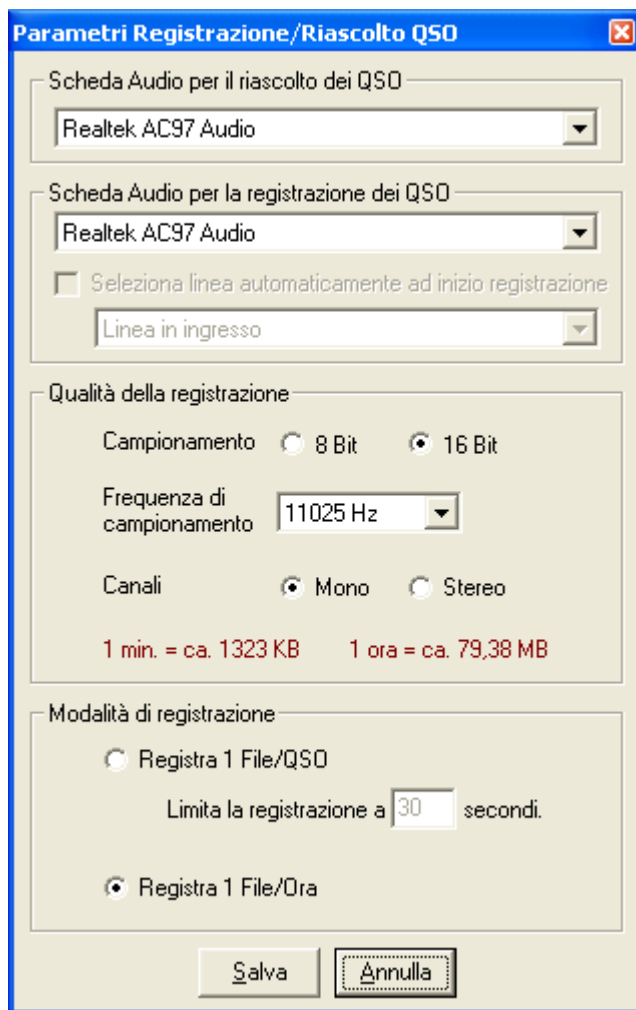 Parametri Registrazione/Riascolto QSO
Scheda Audio per il riascolto dei QSO
Realtek AC97 Audio
Scheda Audio per la registrazione dei QSO
Realtek AC97 Audio
Seleziona linea automaticamente ad inizio registrazione
Linea in ingresso
Qualità della registrazione
Campionamento 8 Bit 16 Bit
Frequenza di
campionamento 11025 Hz
Canali Mono Stereo
1 min. = ca. 1323 KB 1 ora = ca. 79,38 MB
Modalità di registrazione
Registra 1 File/QSO
Limita la registrazione a 30 secondi.
Registra 1 File/Ora
Salva Annulla